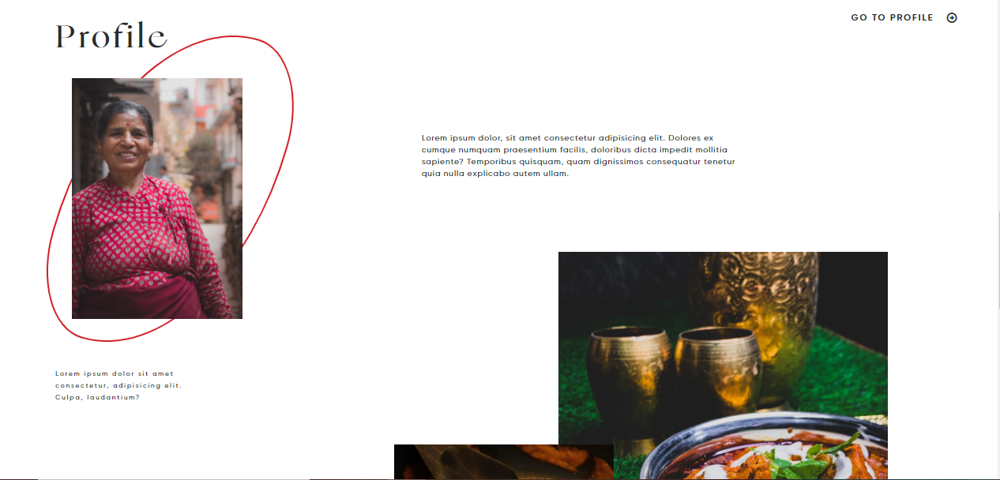 Profile
GO TO PROFILE
Lorem ipsum dolor, sit amet consectetur adipisicing elit. Dolores ex
cumque numquam praesentium facilis, doloribus dicta impedit mollitia
sapiente? Temporibus quisquam, quam dignissimos consequatur tenetur
quia nulla explicabo autem ullam.
Lorem ipsum dolor sit amet
consectetur, adipisicing elit.
Culpa, laudantium?